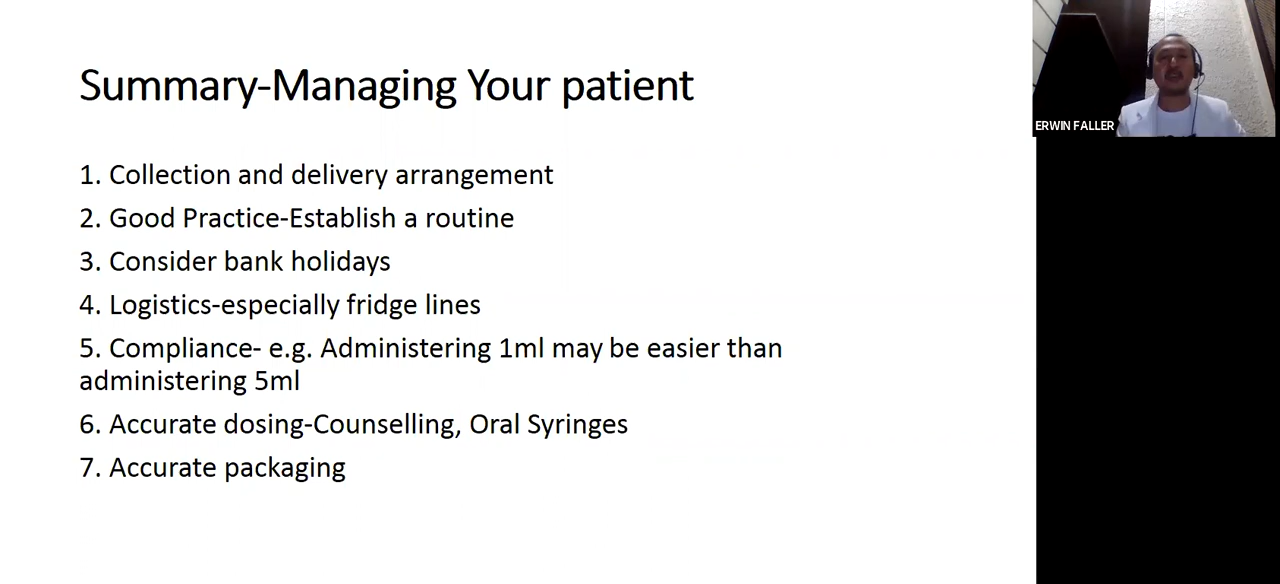 Summary-Managing Your patient
ERWIN FALLER
1. Collection and delivery arrangement
2. Good Practice-Establish a routine
3. Consider bank holidays
4. Logistics-especially fridge lines
5. Compliance- e.g. Administering 1ml may be easier than
administering 5ml
6. Accurate dosing-Counselling, Oral Syringes
7. Accurate packaging